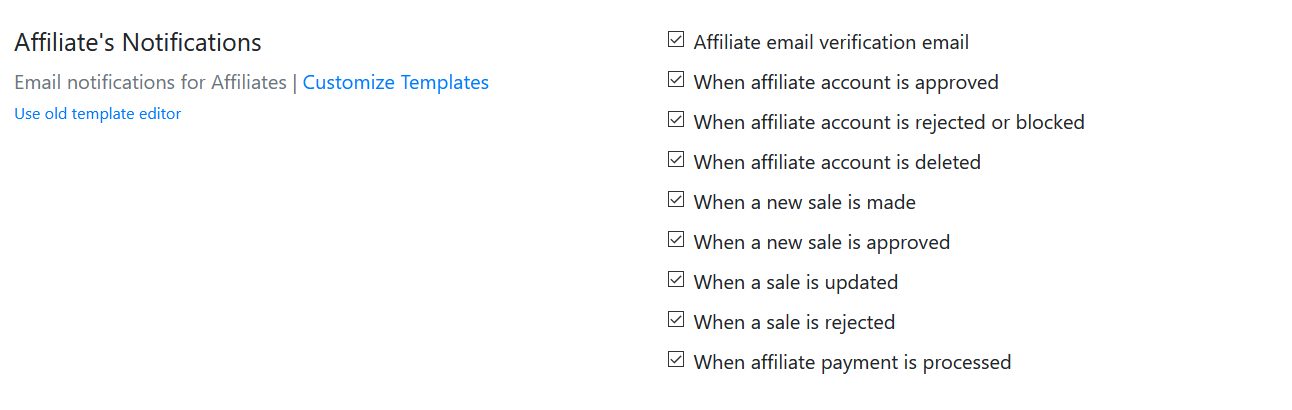 Affiliate's Notifications
Email notifications for Affiliates | Customize Templates
Use old template editor
Affiliate email verification email
When affiliate account is approved
When affiliate account is rejected or blocked
When affiliate account is deleted
When a new sale is made
When a new sale is approved
When a sale is updated
When a sale is rejected
When affiliate payment is processed